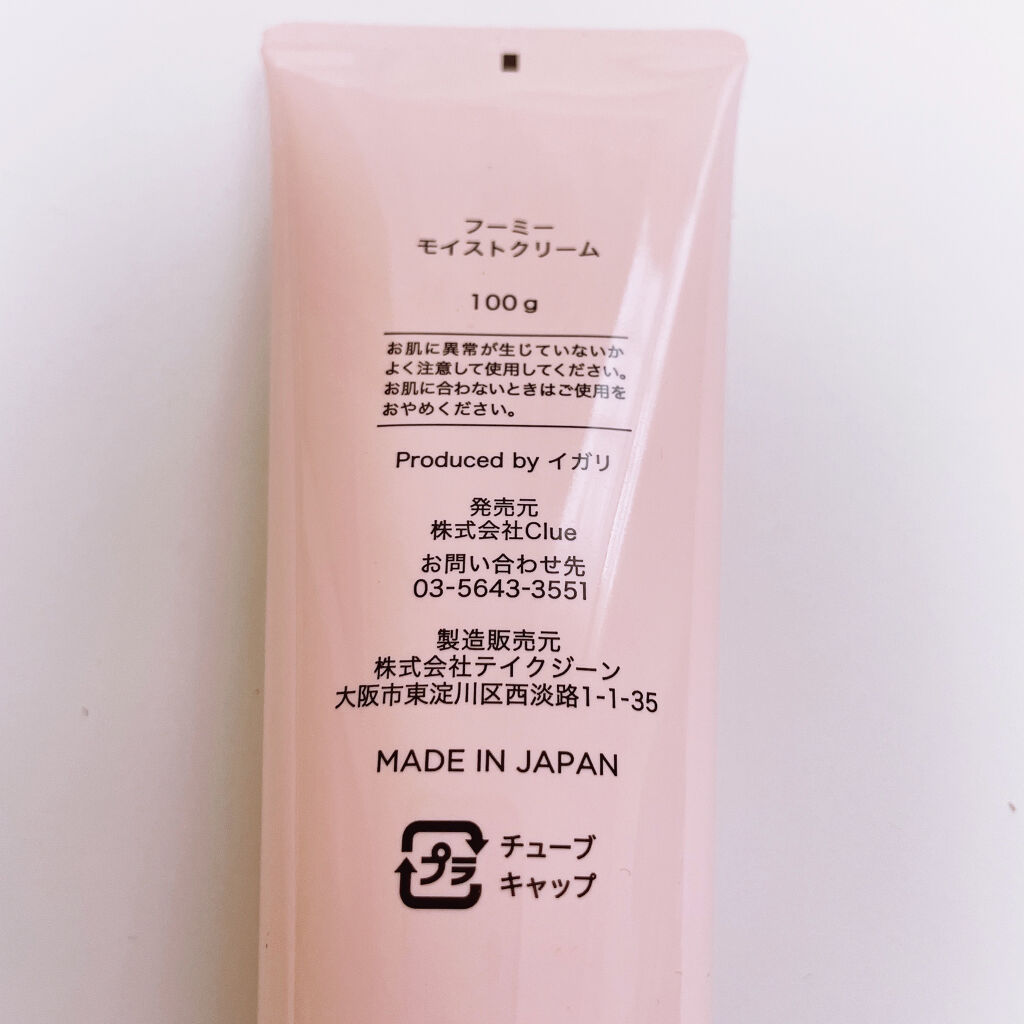 フーミー
モイストクリーム
100g
お肌に異常が生じていないか
よく注意して使用してください。
お肌に合わないときはご使用を
おやめください。
Produced by イガリ
発売元
株式会社Clue
お問い合わせ先
03-5643-3551
製造販売元
株式会社テイクジーン
大阪市東淀川区西淡路1-1-35
MADE IN JAPAN
プラ
チューブ
キャップ